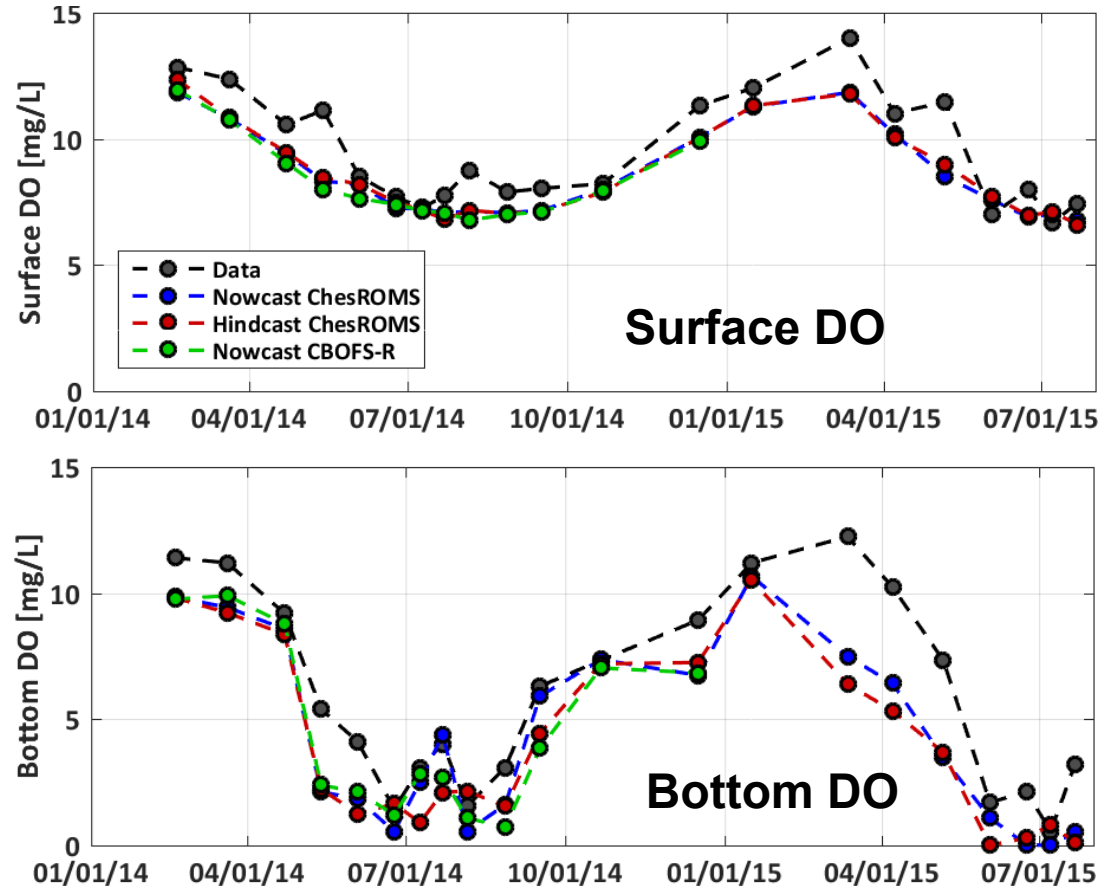 15
10
5
0
Surface DO [mg/L]
Data
Nowcast ChesROMS
Hindcast ChesROMS
Nowcast CBOFS-R
Surface DO
01/01/14 04/01/14 07/01/14 10/01/14 01/01/15 04/01/15 07/01/15
15
10
5
0
Bottom DO [mg/L]
Bottom DO
01/01/14 04/01/14 07/01/14 10/01/14 01/01/15 04/01/15 07/01/15